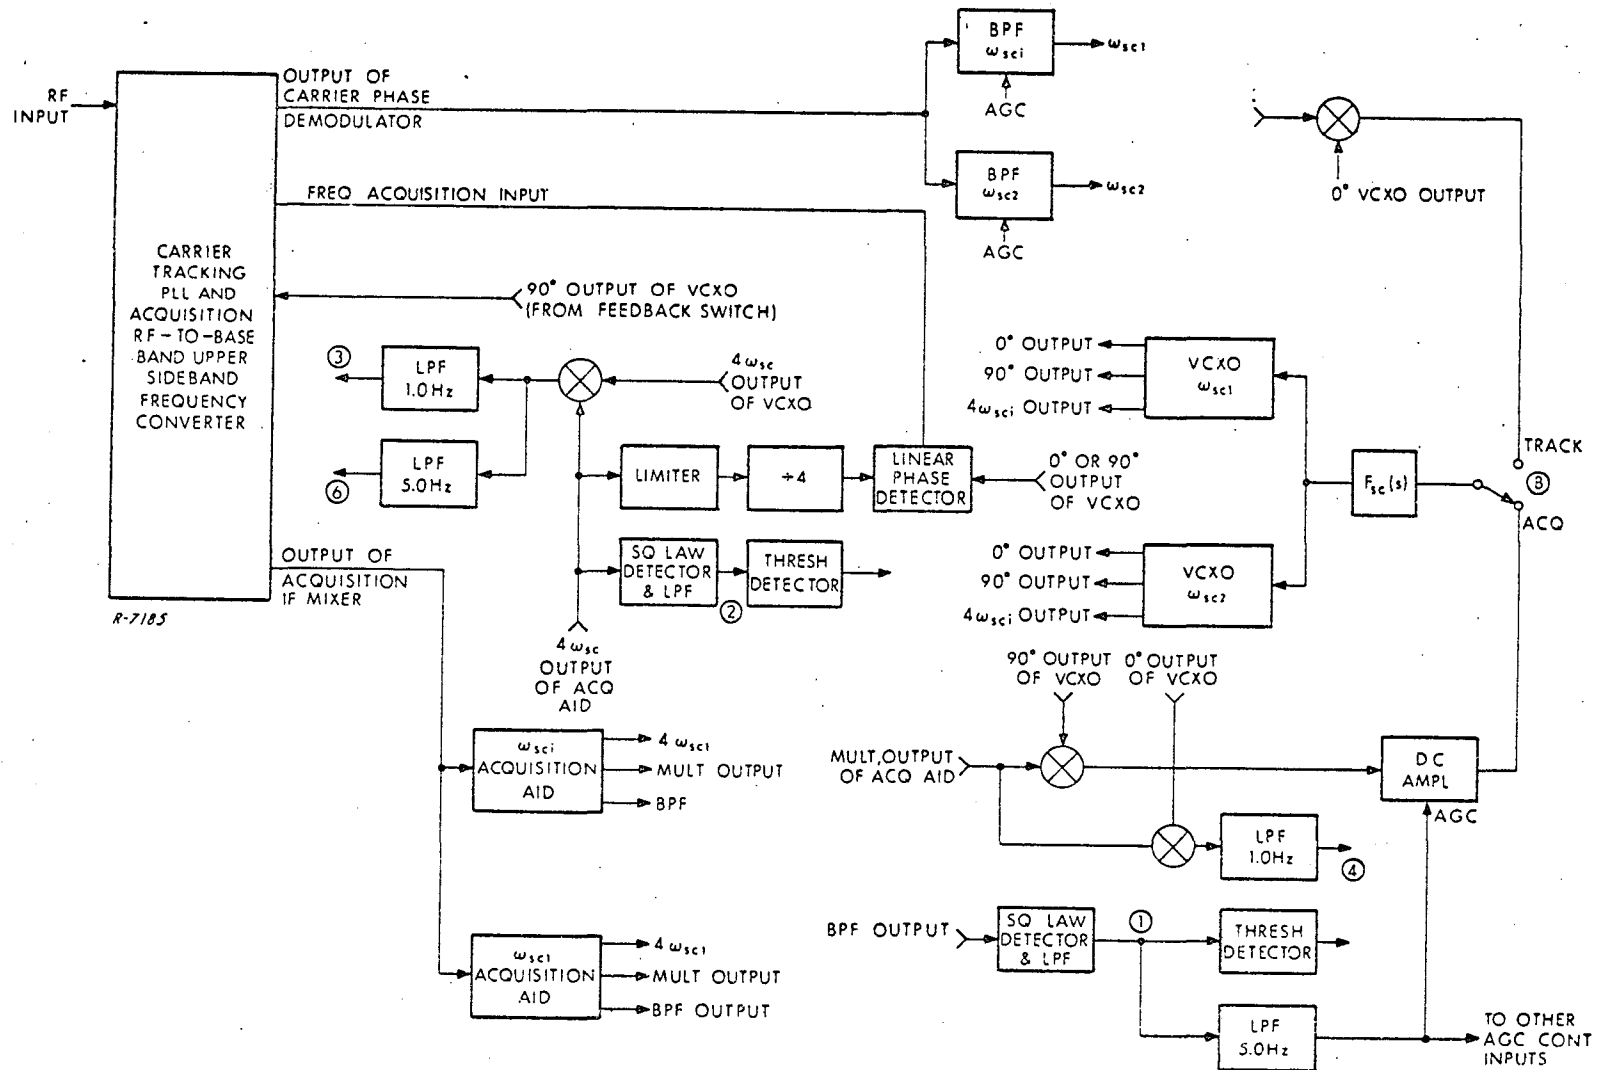 RF
INPUT
OUTPUT OF
CARRIER PHASE
DEMODULATOR
FREQ ACQUISITION INPUT
CARRIER
TRACKING
PLL AND
ACQUISITION
RF-TO-BASE
BAND UPPER
SIDEBAND
FREQUENCY
CONVERTER
R-7185
90° OUTPUT OF VCXO
(FROM FEEDBACK SWITCH)
OUTPUT OF
ACQUISITION
IF MIXER
BPF
ωsci
ωsc1
AGC
BPF
ωsc2
ωsc2
AGC
0° VCXO OUTPUT
③
LPF
1.0Hz
4ωsc
OUTPUT
OF VCXO
LPF
5.0Hz
⑥
LIMITER
÷4
LINEAR
PHASE
DETECTOR
0° OR 90°
OUTPUT
OF VCXO
SQ LAW
DETECTOR
& LPF
②
THRESH
DETECTOR
4ωsc
OUTPUT
OF ACQ
AID
0° OUTPUT
90° OUTPUT
4ωsci OUTPUT
VCXO
ωsc1
0° OUTPUT
90° OUTPUT
4ωsci OUTPUT
VCXO
ωsc2
Fsc(s)
TRACK
Ⓑ
ACQ
ωsci
ACQUISITION
AID
4 ωsc1
MULT OUTPUT
BPF
ωsc1
ACQUISITION
AID
4 ωsc1
MULT OUTPUT
BPF OUTPUT
90° OUTPUT
OF VCXO
0° OUTPUT
OF VCXO
MULT. OUTPUT
OF ACQ AID
DC
AMPL
AGC
LPF
1.0Hz
④
BPF OUTPUT
SQ LAW
DETECTOR
& LPF
①
THRESH
DETECTOR
LPF
5.0Hz
TO OTHER
AGC CONT
INPUTS